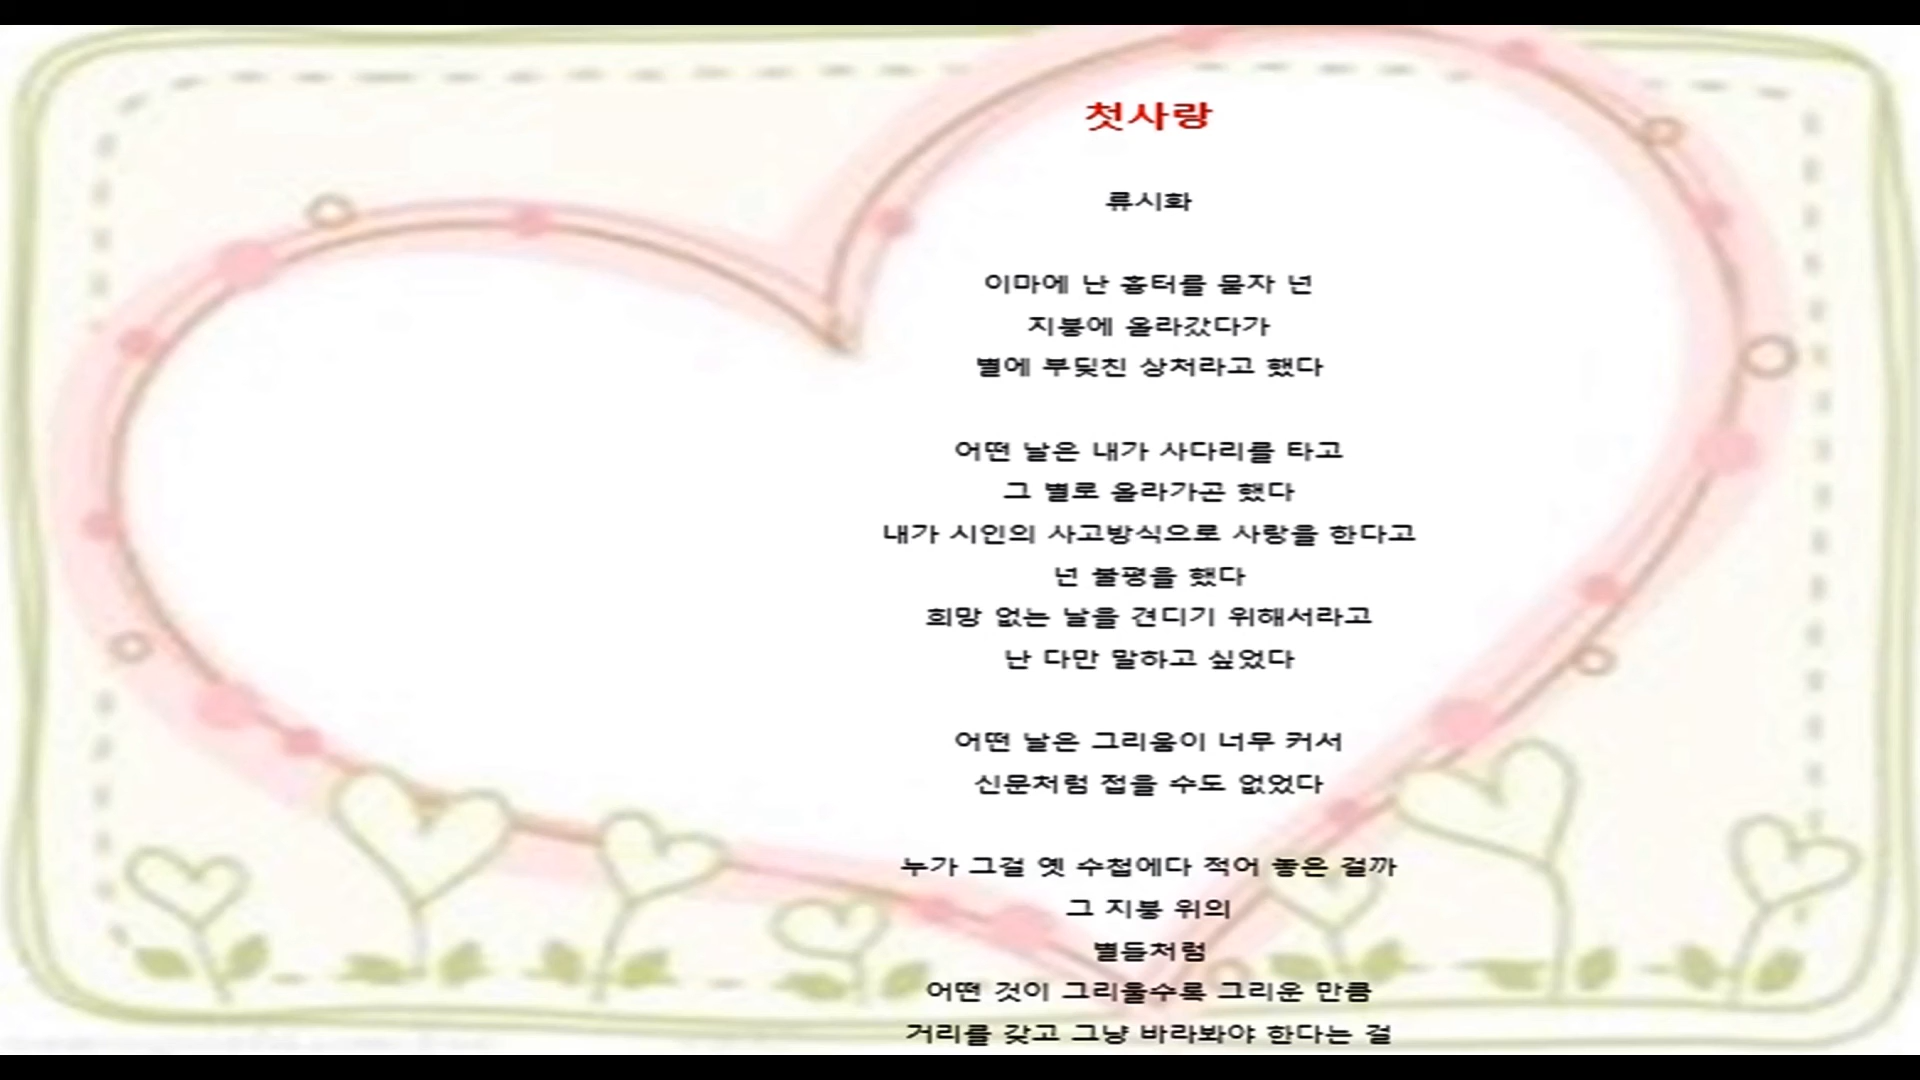 첫사랑
류시화
이마에 난 흉터를 묻자 넌
지붕에 올라갔다가
별에 부딪친 상처라고 했다
어떤 날은 내가 사다리를 타고
그 별로 올라가곤 했다
내가 시인의 사고방식으로 사랑을 한다고
넌 불평을 했다
희망 없는 날을 견디기 위해서라고
난 다만 말하고 싶었다
어떤 날은 그리움이 너무 커서
신문처럼 접을 수도 없었다
누가 그걸 옛 수첩에다 적어 놓은 걸까
그 지붕 위의
별들처럼
어떤 것이 그리울수록 그리운 만큼
거리를 갖고 그냥 바라봐야 한다는 걸